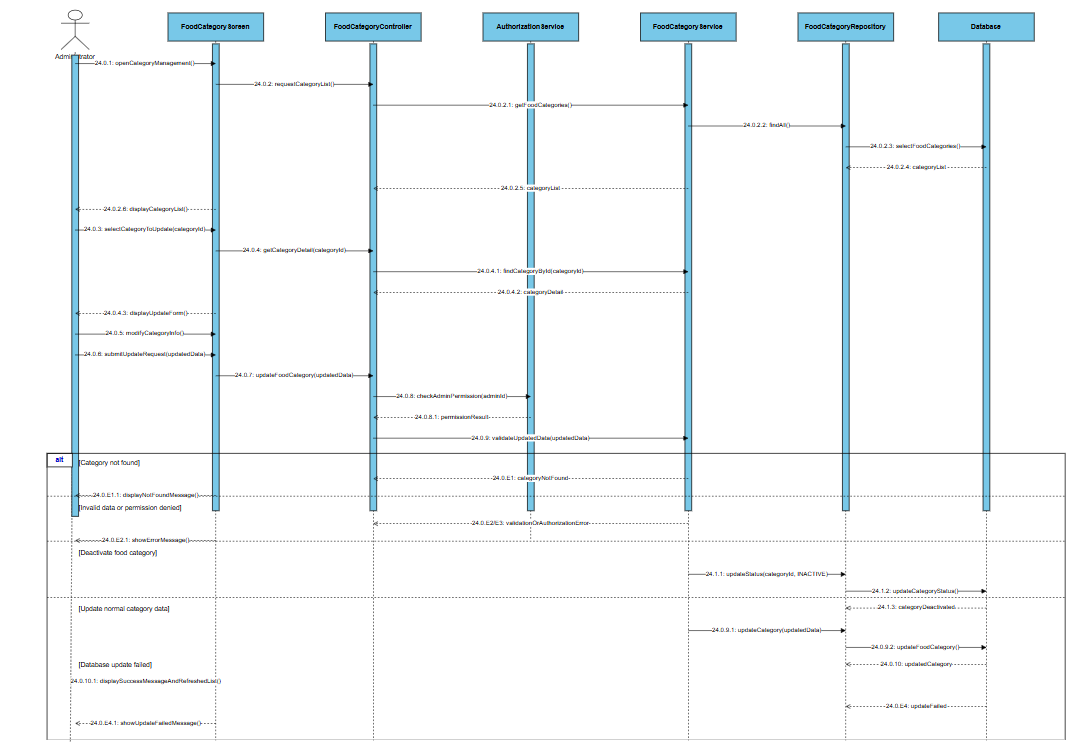 FoodCategory Screen
FoodCategoryController
Authorization Service
FoodCategory Service
FoodCategoryRepository
Database
Administrator
24.0.1: openCategoryManagement()
24.0.2: requestCategoryList()
24.0.2.1: getFoodCategories()
24.0.2.2: findAll()
24.0.2.3: selectFoodCategories()
24.0.2.4: categoryList
24.0.2.5: categoryList
24.0.2.6: displayCategoryList()
24.0.3: selectCategoryToUpdate(categoryId)
24.0.4: getCategoryDetail(categoryId)
24.0.4.1: findCategoryById(categoryId)
24.0.4.2: categoryDetail
24.0.4.3: displayUpdateForm()
24.0.5: modifyCategoryInfo()
24.0.6: submitUpdateRequest(updatedData)
24.0.7: updateFoodCategory(updatedData)
24.0.8: checkAdminPermission(adminId)
24.0.8.1: permissionResult
24.0.9: validateUpdatedData(updatedData)
alt
[Category not found]
24.0.E1: categoryNotFound
24.0.E1.1: displayNotFoundMessage()
[Invalid data or permission denied]
24.0.E2/E3: validationOrAuthorizationError
24.0.E2.1: showErrorMessage()
[Deactivate food category]
24.1.1: updateStatus(categoryId, INACTIVE)
24.1.2: updateCategoryStatus()
24.1.3: categoryDeactivated
[Update normal category data]
24.0.9.1: updateCategory(updatedData)
24.0.9.2: updateFoodCategory()
24.0.10: updatedCategory
[Database update failed]
24.0.10.1: displaySuccessMessageAndRefreshedList()
24.0.E4: updateFailed
24.0.E4.1: showUpdateFailedMessage()